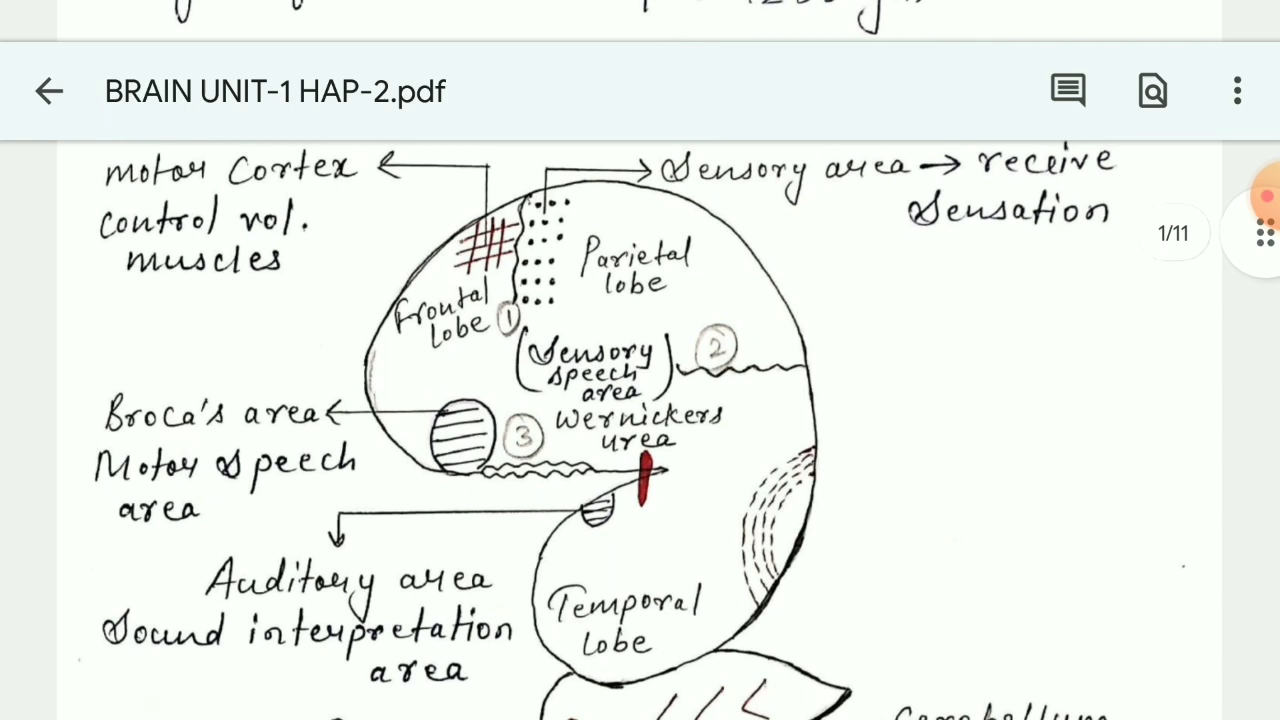 BRAIN UNIT-1 HAP-2.pdf
motor Cortex
control vol.
muscles
Sensory area → receive
Sensation
1/11
Parietal
lobe
Frontal
lobe ①
②
(Sensory
speech
area)
Wernickers
urea
Broca's area
Motor Speech
area
③
Auditory area
Sound interpretation
area
Temporal
lobe